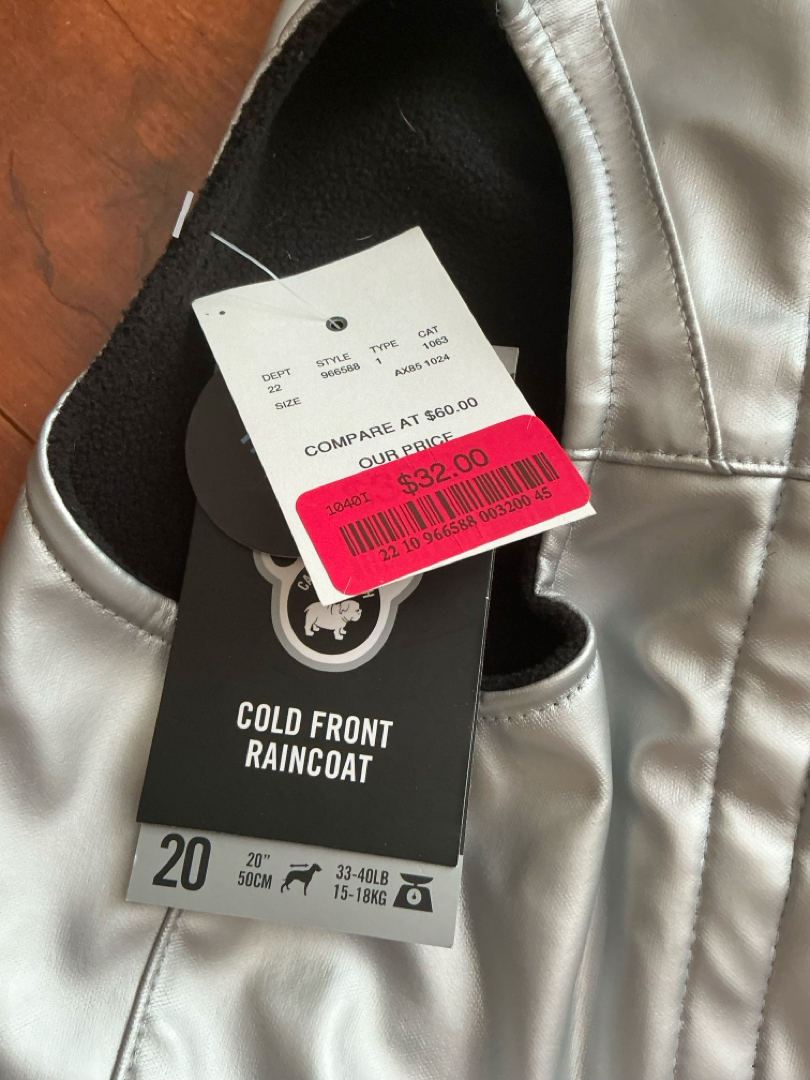 DEPT STYLE TYPE CAT
22 966588 1 1063
SIZE AX85 1024
COMPARE AT $60.00
OUR PRICE
1040I $32.00
22 10 966588 003200 45
COLD FRONT
RAINCOAT
20
20”
50CM
33-40LB
15-18KG